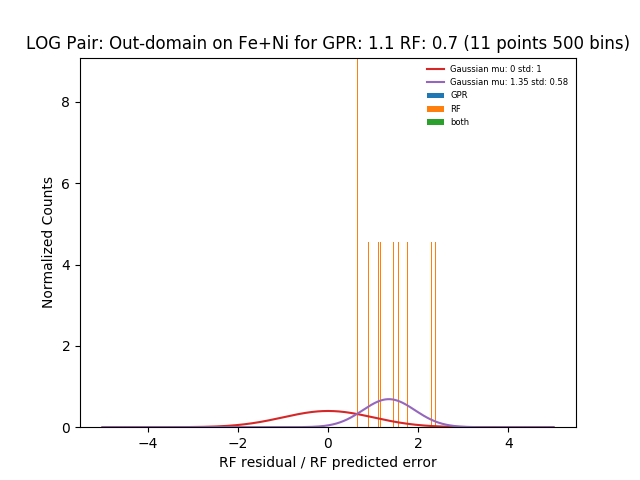 LOG Pair: Out-domain on Fe+Ni for GPR: 1.1 RF: 0.7 (11 points 500 bins)
Gaussian mu: 0 std: 1
Gaussian mu: 1.35 std: 0.58
GPR
RF
both
Normalized Counts
8
6
4
2
0
−4 −2 0 2 4
RF residual / RF predicted error